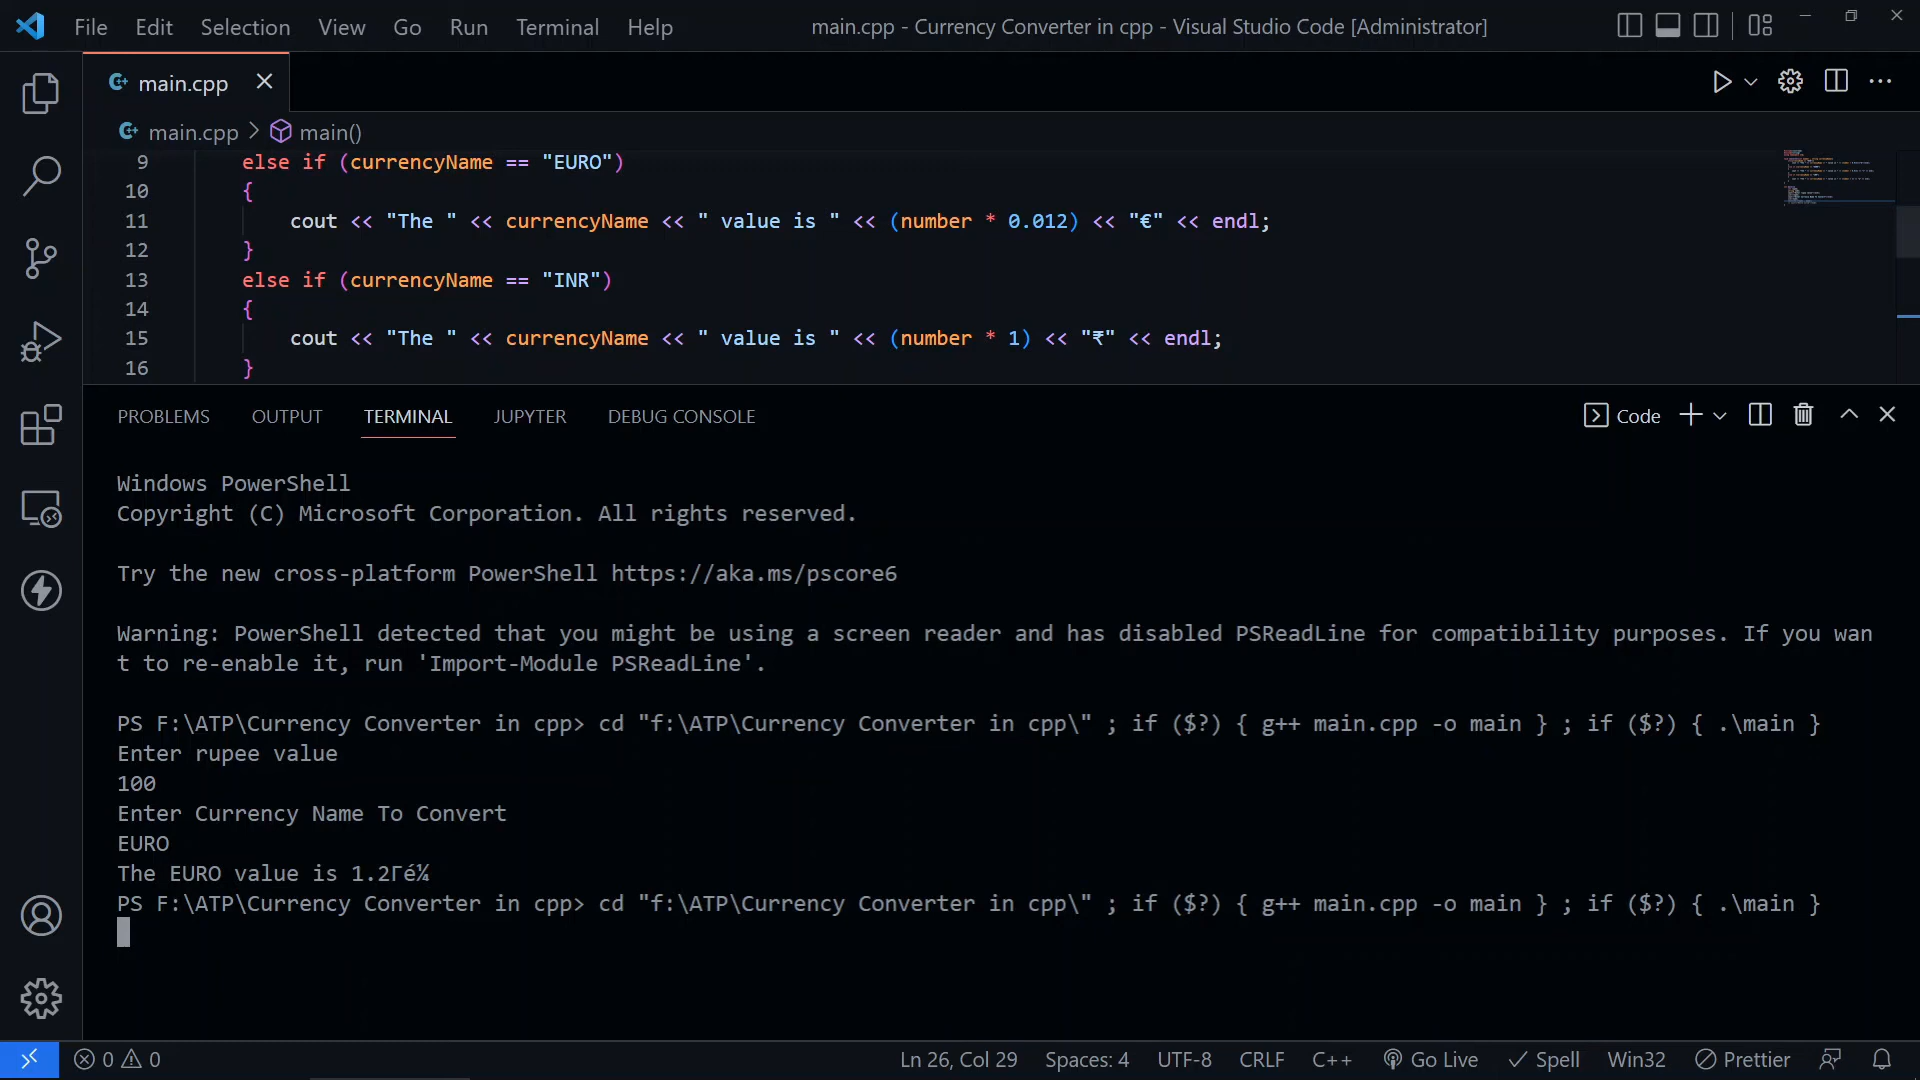 File Edit Selection View Go Run Terminal Help main.cpp - Currency Converter in cpp - Visual Studio Code [Administrator]
main.cpp
main.cpp > main()
9 else if (currencyName == "EURO")
10 {
11 cout << "The " << currencyName << " value is " << (number * 0.012) << "€" << endl;
12 }
13 else if (currencyName == "INR")
14 {
15 cout << "The " << currencyName << " value is " << (number * 1) << "₹" << endl;
16 }
PROBLEMS OUTPUT TERMINAL JUPYTER DEBUG CONSOLE Code
Windows PowerShell
Copyright (C) Microsoft Corporation. All rights reserved.
Try the new cross-platform PowerShell https://aka.ms/pscore6
Warning: PowerShell detected that you might be using a screen reader and has disabled PSReadLine for compatibility purposes. If you wan
t to re-enable it, run 'Import-Module PSReadLine'.
PS F:\ATP\Currency Converter in cpp> cd "f:\ATP\Currency Converter in cpp\" ; if ($?) { g++ main.cpp -o main } ; if ($?) { .\main }
Enter rupee value
100
Enter Currency Name To Convert
EURO
The EURO value is 1.2Γé¼
PS F:\ATP\Currency Converter in cpp> cd "f:\ATP\Currency Converter in cpp\" ; if ($?) { g++ main.cpp -o main } ; if ($?) { .\main }
0 0 Ln 26, Col 29 Spaces: 4 UTF-8 CRLF C++ Go Live Spell Win32 Prettier